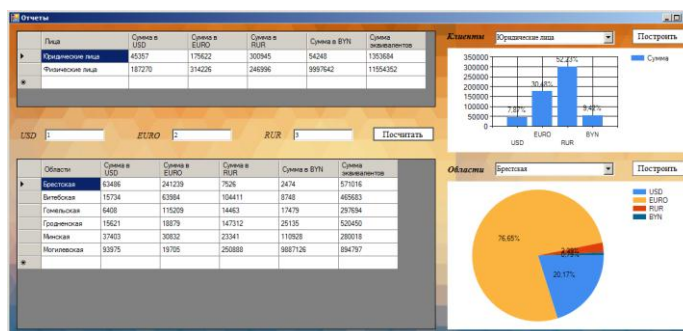 Отчеты
Лица Сумма в USD Сумма в EURO Сумма в RUR Сумма в BYN Сумма эквивалентов
Юридические лица 45357 175622 300945 54248 1353684
Физические лица 187270 314226 246996 9997642 11554352
USD 1 EURO 2 RUR 3 Посчитать
Области Сумма в USD Сумма в EURO Сумма в RUR Сумма в BYN Сумма эквивалентов
Брестская 63486 241239 7526 2474 571016
Витебская 15734 63984 104411 8748 465683
Гомельская 6408 115209 14463 17479 297694
Гродненская 15621 18879 147312 25135 520450
Минская 37403 30832 23341 110928 280018
Могилевская 93975 19705 250888 9887126 894797
Клиенты Юридические лица Построить
350000
300000
250000
200000
150000
100000
50000
0
7,87% 30,48% 52,23% 9,42%
USD EURO RUR BYN
Сумма
Области Брестская Построить
USD
EURO
RUR
BYN
76,65%
20,17%